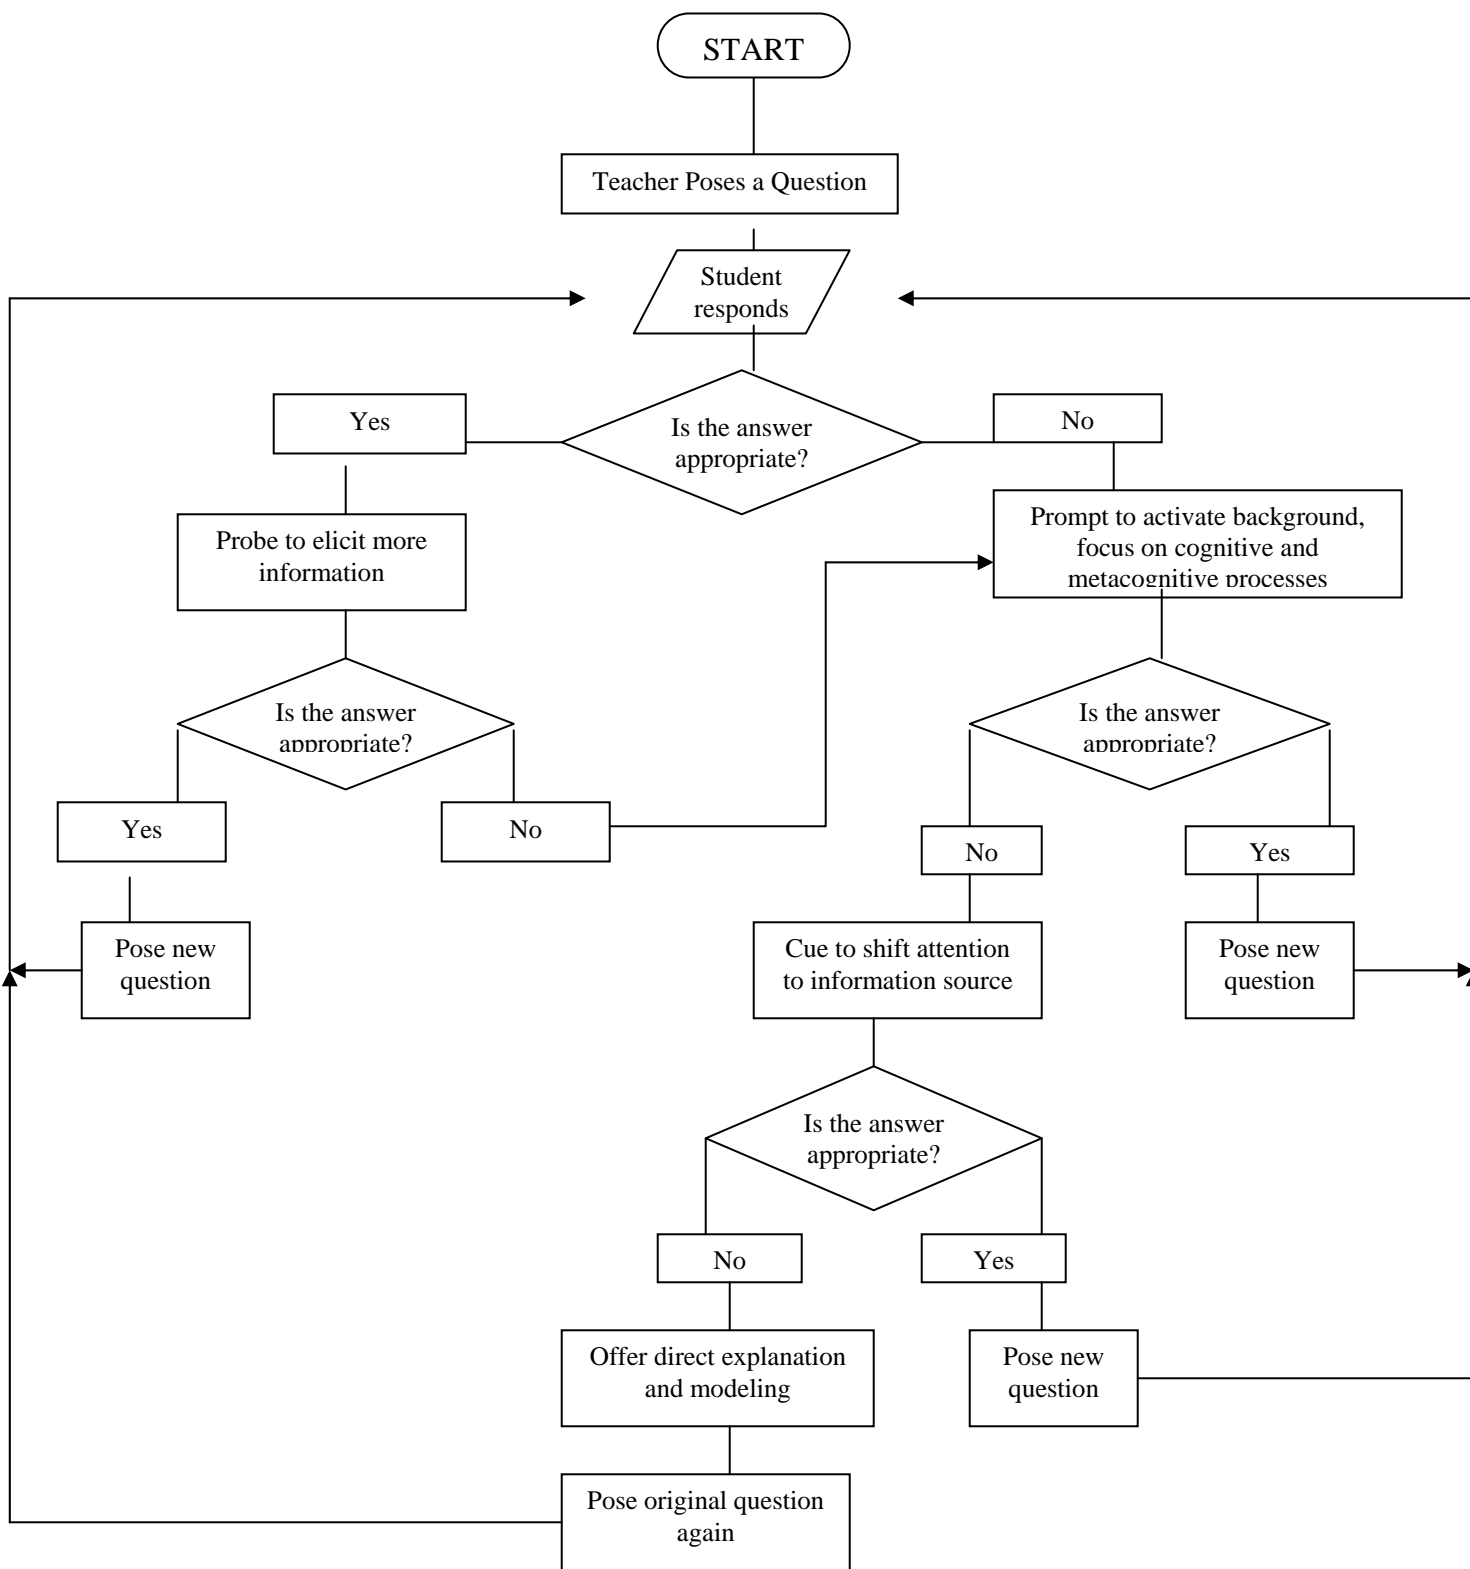 START
Teacher Poses a Question
Student
responds
Yes
Is the answer
appropriate?
No
Probe to elicit more
information
Prompt to activate background,
focus on cognitive and
metacognitive processes
Is the answer
appropriate?
Is the answer
appropriate?
Yes
No
No
Yes
Pose new
question
Cue to shift attention
to information source
Pose new
question
Is the answer
appropriate?
No
Yes
Offer direct explanation
and modeling
Pose new
question
Pose original question
again